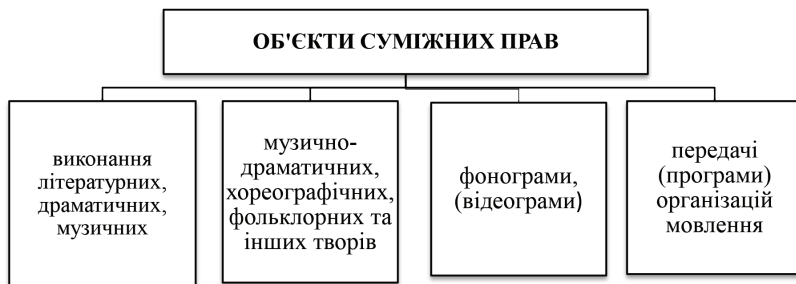 ОБ'ЄКТИ СУМІЖНИХ ПРАВ
виконання
літературних,
драматичних,
музичних
музично-
драматичних,
хореографічних,
фольклорних та
інших творів
фонограми,
(відеограми)
передачі
(програми)
організацій
мовлення